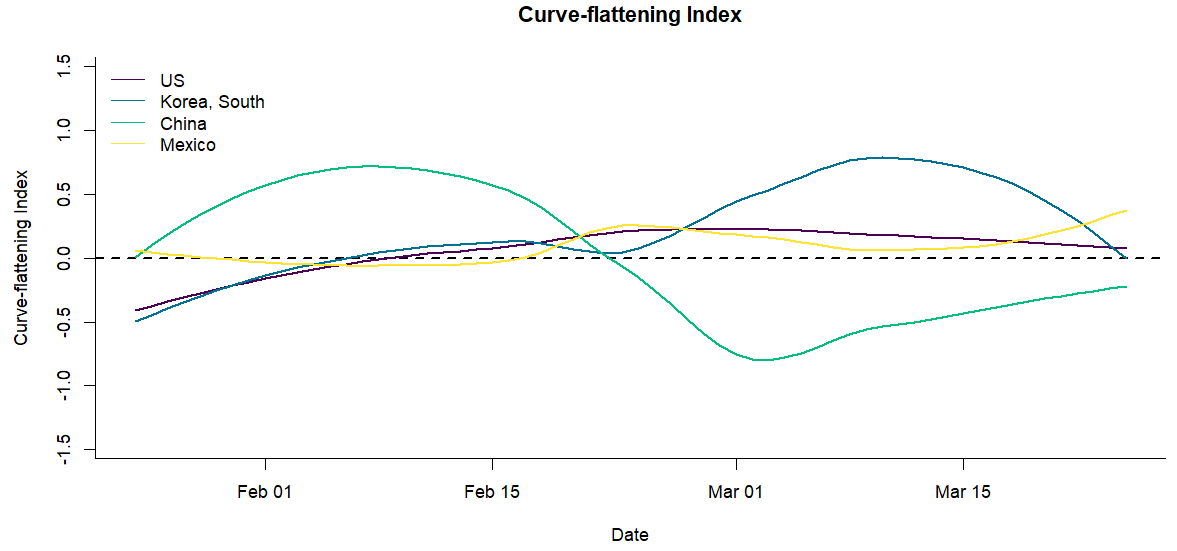 Curve-flattening Index
US
Korea, South
China
Mexico
Curve-flattening Index
1.5
1.0
0.5
0.0
-0.5
-1.0
-1.5
Feb 01 Feb 15 Mar 01 Mar 15
Date